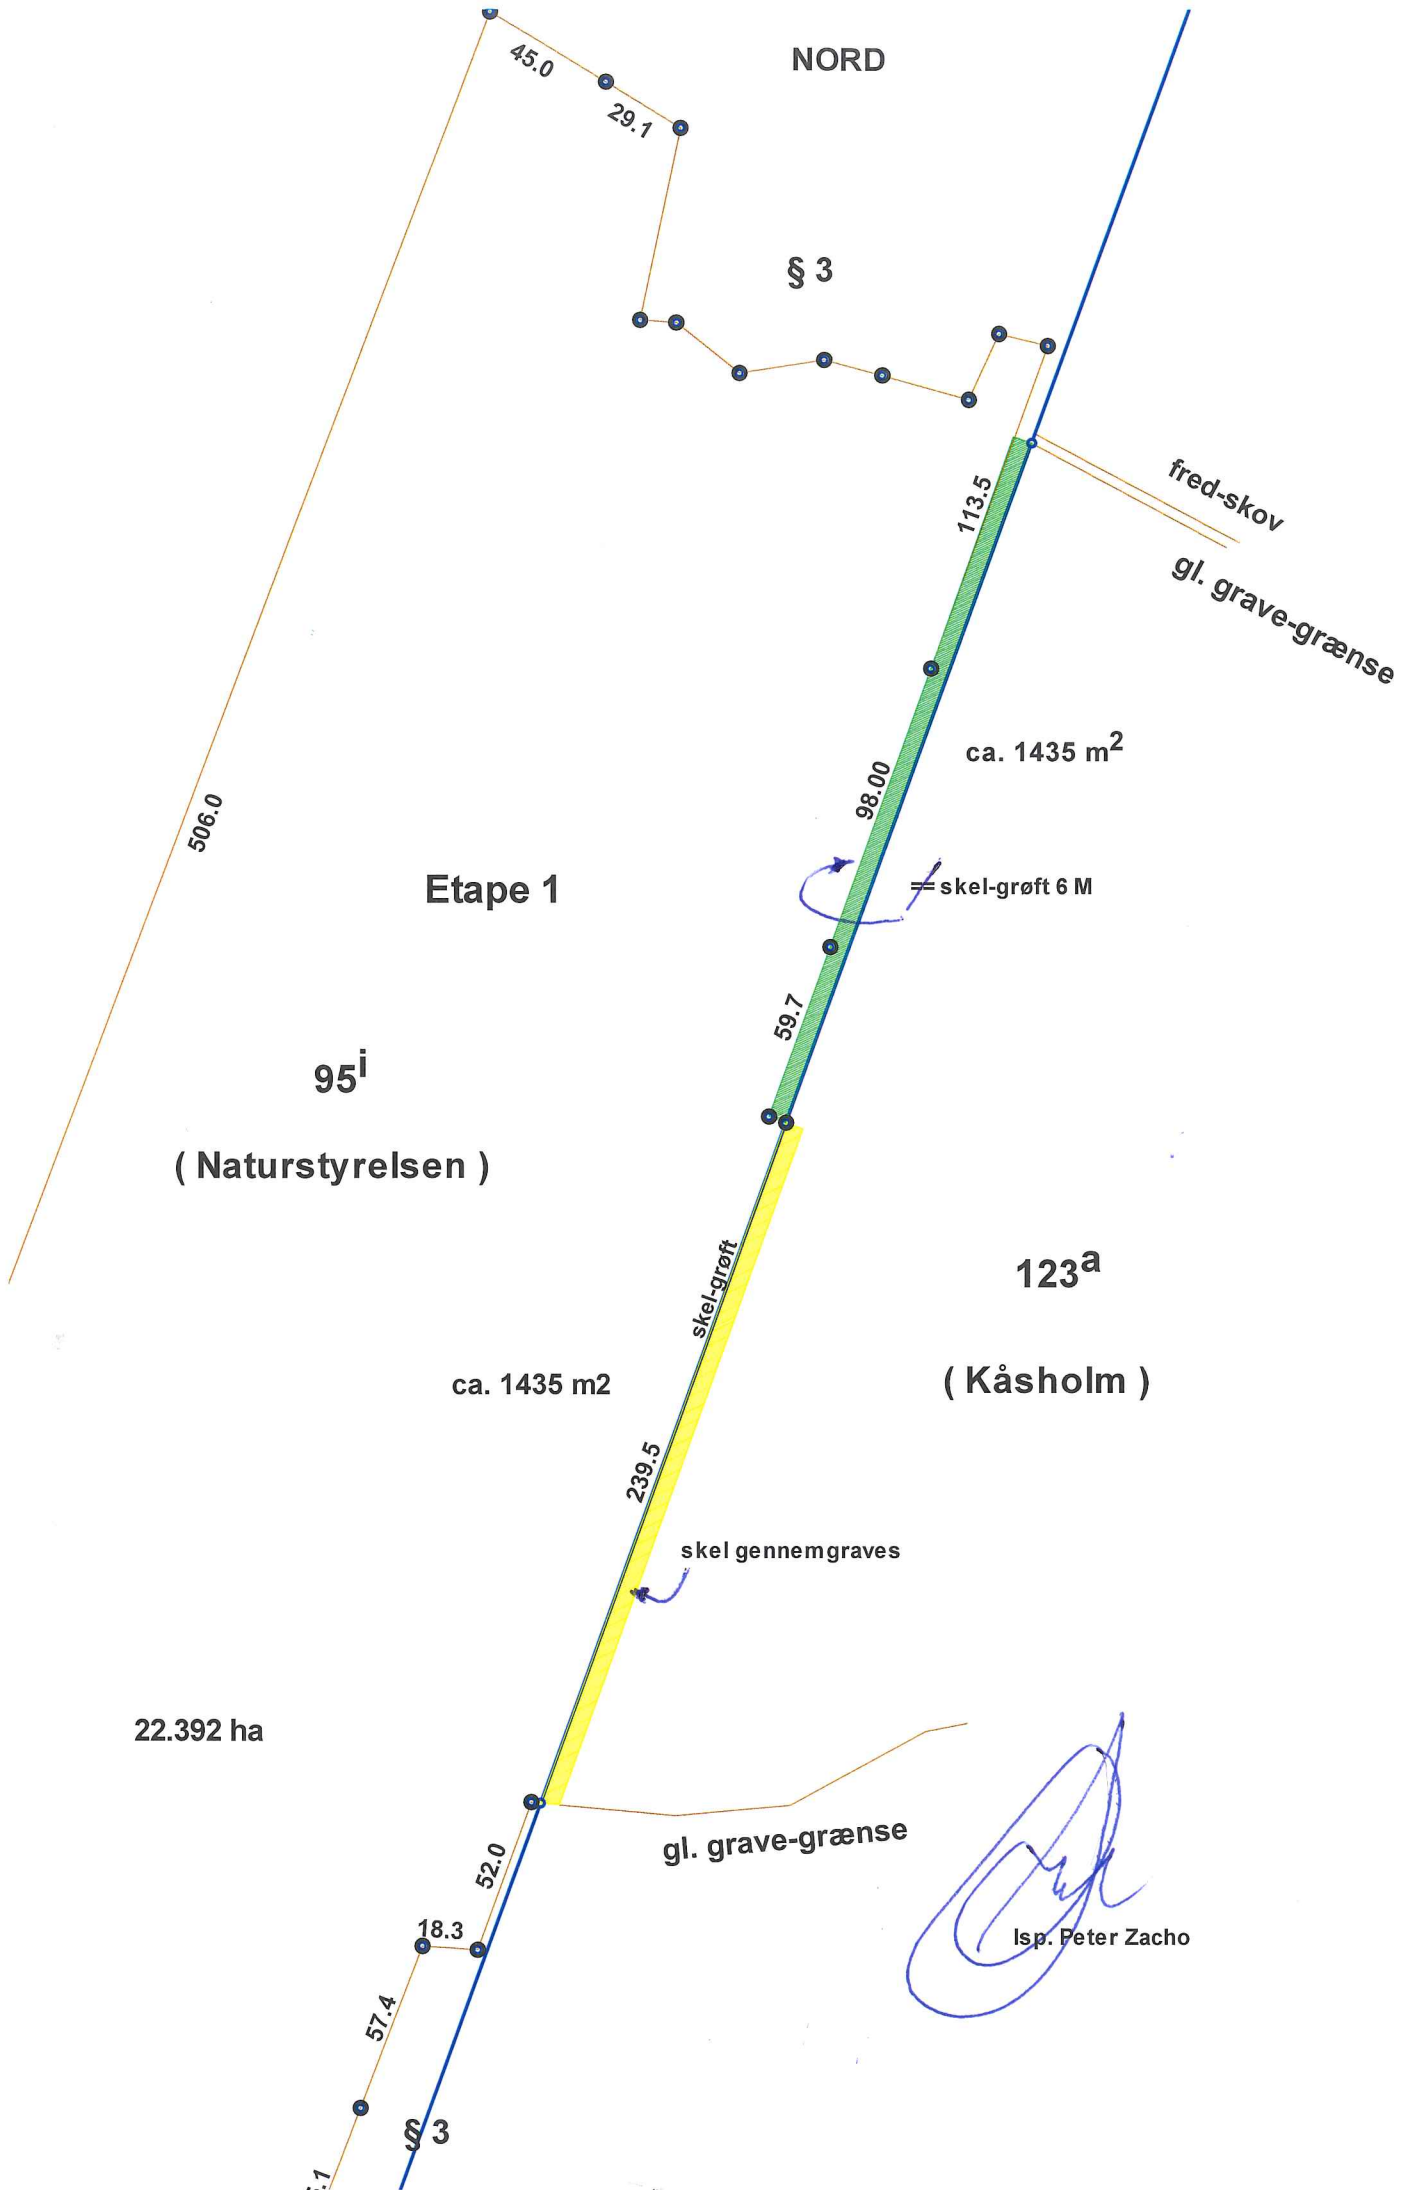 45.0
NORD
29.1
§ 3
fred-skov
113.5
gl. grave-grænse
ca. 1435 m2
98.00
506.0
Etape 1
= skel-grøft 6 M
59.7
95i
( Naturstyrelsen )
skel-grøft
123a
ca. 1435 m2
( Kåsholm )
239.5
skel gennemgraves
22.392 ha
gl. grave-grænse
52.0
18.3
Isp. Peter Zacho
57.4
§ 3